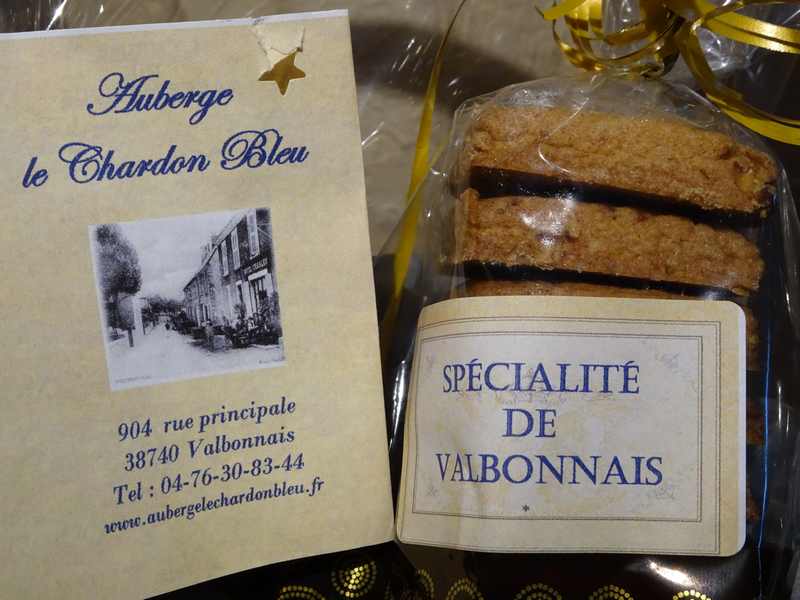 Auberge
le Chardon Bleu
904 rue principale
38740 Valbonnais
Tel : 04-76-30-83-44
www.aubergelechardonbleu.fr
SPÉCIALITÉ
DE
VALBONNAIS
*